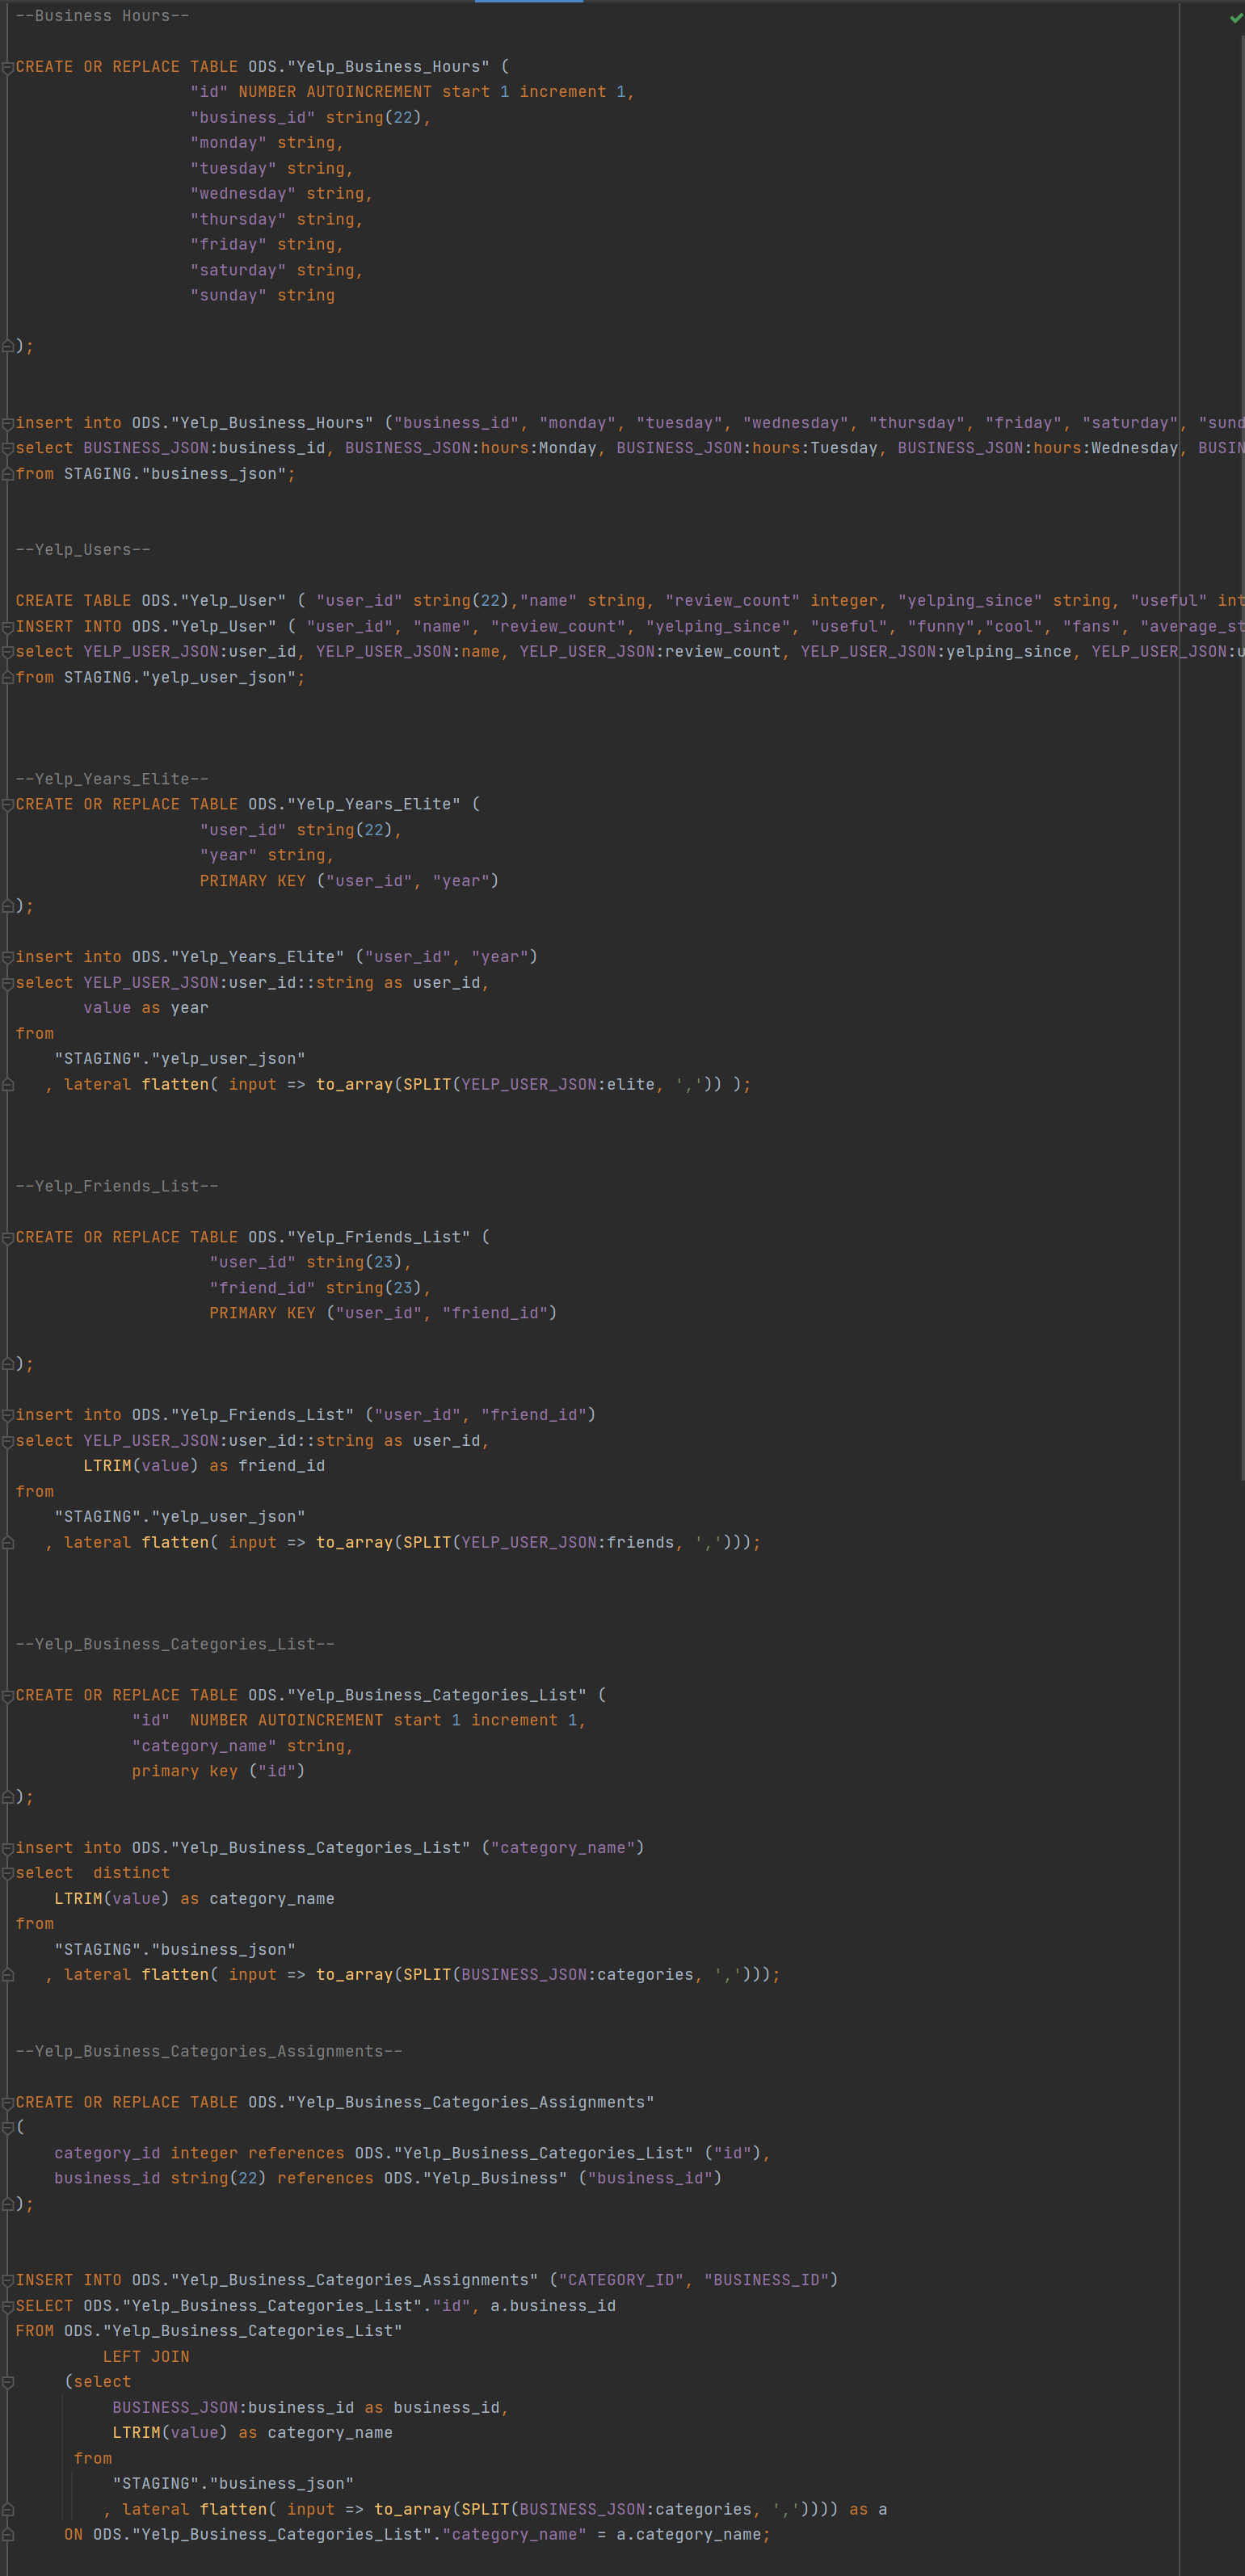 --Business Hours--
CREATE OR REPLACE TABLE ODS."Yelp_Business_Hours" (
"id" NUMBER AUTOINCREMENT start 1 increment 1,
"business_id" string(22),
"monday" string,
"tuesday" string,
"wednesday" string,
"thursday" string,
"friday" string,
"saturday" string,
"sunday" string
);
insert into ODS."Yelp_Business_Hours" ("business_id", "monday", "tuesday", "wednesday", "thursday", "friday", "saturday", "sund
select BUSINESS_JSON:business_id, BUSINESS_JSON:hours:Monday, BUSINESS_JSON:hours:Tuesday, BUSINESS_JSON:hours:Wednesday, BUSIN
from STAGING."business_json";
--Yelp_Users--
CREATE TABLE ODS."Yelp_User" ( "user_id" string(22),"name" string, "review_count" integer, "yelping_since" string, "useful" int
INSERT INTO ODS."Yelp_User" ( "user_id", "name", "review_count", "yelping_since", "useful", "funny","cool", "fans", "average_st
select YELP_USER_JSON:user_id, YELP_USER_JSON:name, YELP_USER_JSON:review_count, YELP_USER_JSON:yelping_since, YELP_USER_JSON:u
from STAGING."yelp_user_json";
--Yelp_Years_Elite--
CREATE OR REPLACE TABLE ODS."Yelp_Years_Elite" (
"user_id" string(22),
"year" string,
PRIMARY KEY ("user_id", "year")
);
insert into ODS."Yelp_Years_Elite" ("user_id", "year")
select YELP_USER_JSON:user_id::string as user_id,
value as year
from
"STAGING"."yelp_user_json"
, lateral flatten( input => to_array(SPLIT(YELP_USER_JSON:elite, ',')) );
--Yelp_Friends_List--
CREATE OR REPLACE TABLE ODS."Yelp_Friends_List" (
"user_id" string(23),
"friend_id" string(23),
PRIMARY KEY ("user_id", "friend_id")
);
insert into ODS."Yelp_Friends_List" ("user_id", "friend_id")
select YELP_USER_JSON:user_id::string as user_id,
LTRIM(value) as friend_id
from
"STAGING"."yelp_user_json"
, lateral flatten( input => to_array(SPLIT(YELP_USER_JSON:friends, ',')));
--Yelp_Business_Categories_List--
CREATE OR REPLACE TABLE ODS."Yelp_Business_Categories_List" (
"id"  NUMBER AUTOINCREMENT start 1 increment 1,
"category_name" string,
primary key ("id")
);
insert into ODS."Yelp_Business_Categories_List" ("category_name")
select  distinct
LTRIM(value) as category_name
from
"STAGING"."business_json"
, lateral flatten( input => to_array(SPLIT(BUSINESS_JSON:categories, ',')));
--Yelp_Business_Categories_Assignments--
CREATE OR REPLACE TABLE ODS."Yelp_Business_Categories_Assignments"
(
category_id integer references ODS."Yelp_Business_Categories_List" ("id"),
business_id string(22) references ODS."Yelp_Business" ("business_id")
);
INSERT INTO ODS."Yelp_Business_Categories_Assignments" ("CATEGORY_ID", "BUSINESS_ID")
SELECT ODS."Yelp_Business_Categories_List"."id", a.business_id
FROM ODS."Yelp_Business_Categories_List"
LEFT JOIN
(select
BUSINESS_JSON:business_id as business_id,
LTRIM(value) as category_name
from
"STAGING"."business_json"
, lateral flatten( input => to_array(SPLIT(BUSINESS_JSON:categories, ',')))) as a
ON ODS."Yelp_Business_Categories_List"."category_name" = a.category_name;